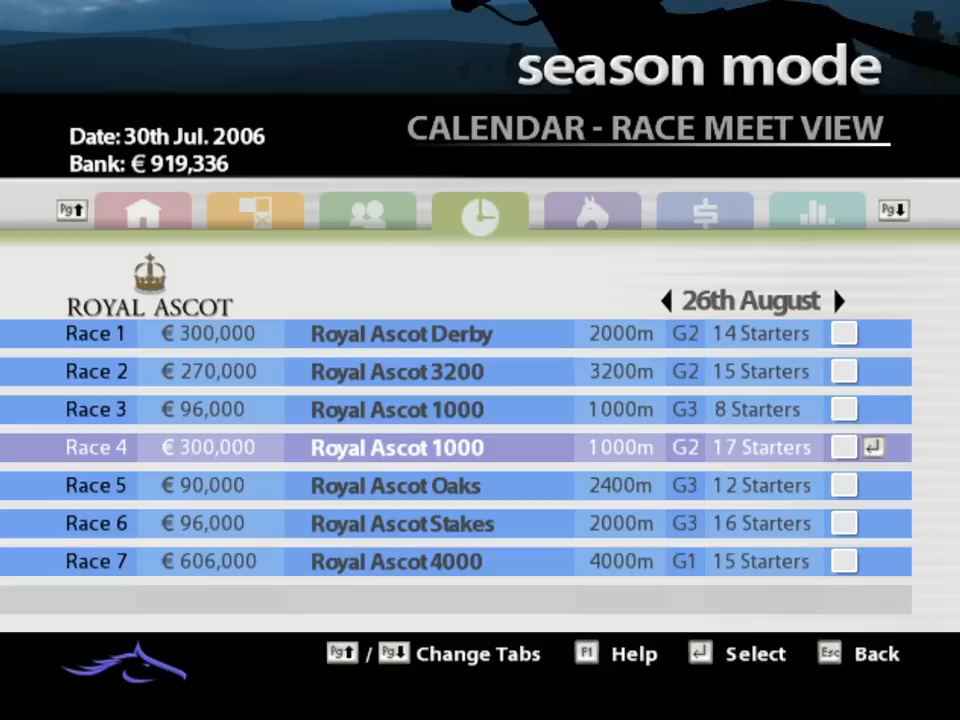 season mode
CALENDAR - RACE MEET VIEW
Date: 30th Jul. 2006
Bank: € 919,336
Pg↑ Pg↓
ROYAL ASCOT
26th August
Race 1 € 300,000 Royal Ascot Derby 2000m G2 14 Starters
Race 2 € 270,000 Royal Ascot 3200 3200m G2 15 Starters
Race 3 € 96,000 Royal Ascot 1000 1000m G3 8 Starters
Race 4 € 300,000 Royal Ascot 1000 1000m G2 17 Starters
Race 5 € 90,000 Royal Ascot Oaks 2400m G3 12 Starters
Race 6 € 96,000 Royal Ascot Stakes 2000m G3 16 Starters
Race 7 € 606,000 Royal Ascot 4000 4000m G1 15 Starters
Pg↑ / Pg↓ Change Tabs F1 Help ↵ Select Esc Back